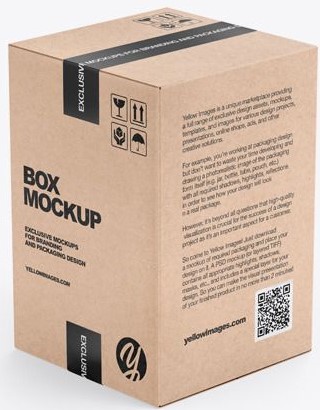 MOCKUPS FOR BRANDING AND PACKAGING
EXCLUSIVE
BOX
MOCKUP
EXCLUSIVE MOCKUPS
FOR BRANDING
AND PACKAGING DESIGN
YELLOWIMAGES.COM
EXCLUSIV
Yellow Images is a unique marketplace providing
a full range of exclusive design assets, mockups,
templates, and images for various design projects,
presentations, online shops, ads, and other
creative solutions.
For example, you're working at packaging design
but don't want to waste your time developing and
drawing a photorealistic image of the packaging
form itself (e.g. jar, bottle, tube, pouch, etc.)
with all required shadows, highlights, reflections
in order to see how your design will look
in a real package.
However, it's beyond all questions that high-quality
visualization is crucial for the success of a design
project as it's an important aspect for a customer.
So come to Yellow Images! Just download
a mockup of required packaging and place your
design on it. A PSD mockup (layered TIFF)
contains all appropriate highlights, shadows,
masks, etc., and includes a special layer for your
design. So you can make the visual presentation
of your finished product in no more than 2 minutes!
yellowimages.com